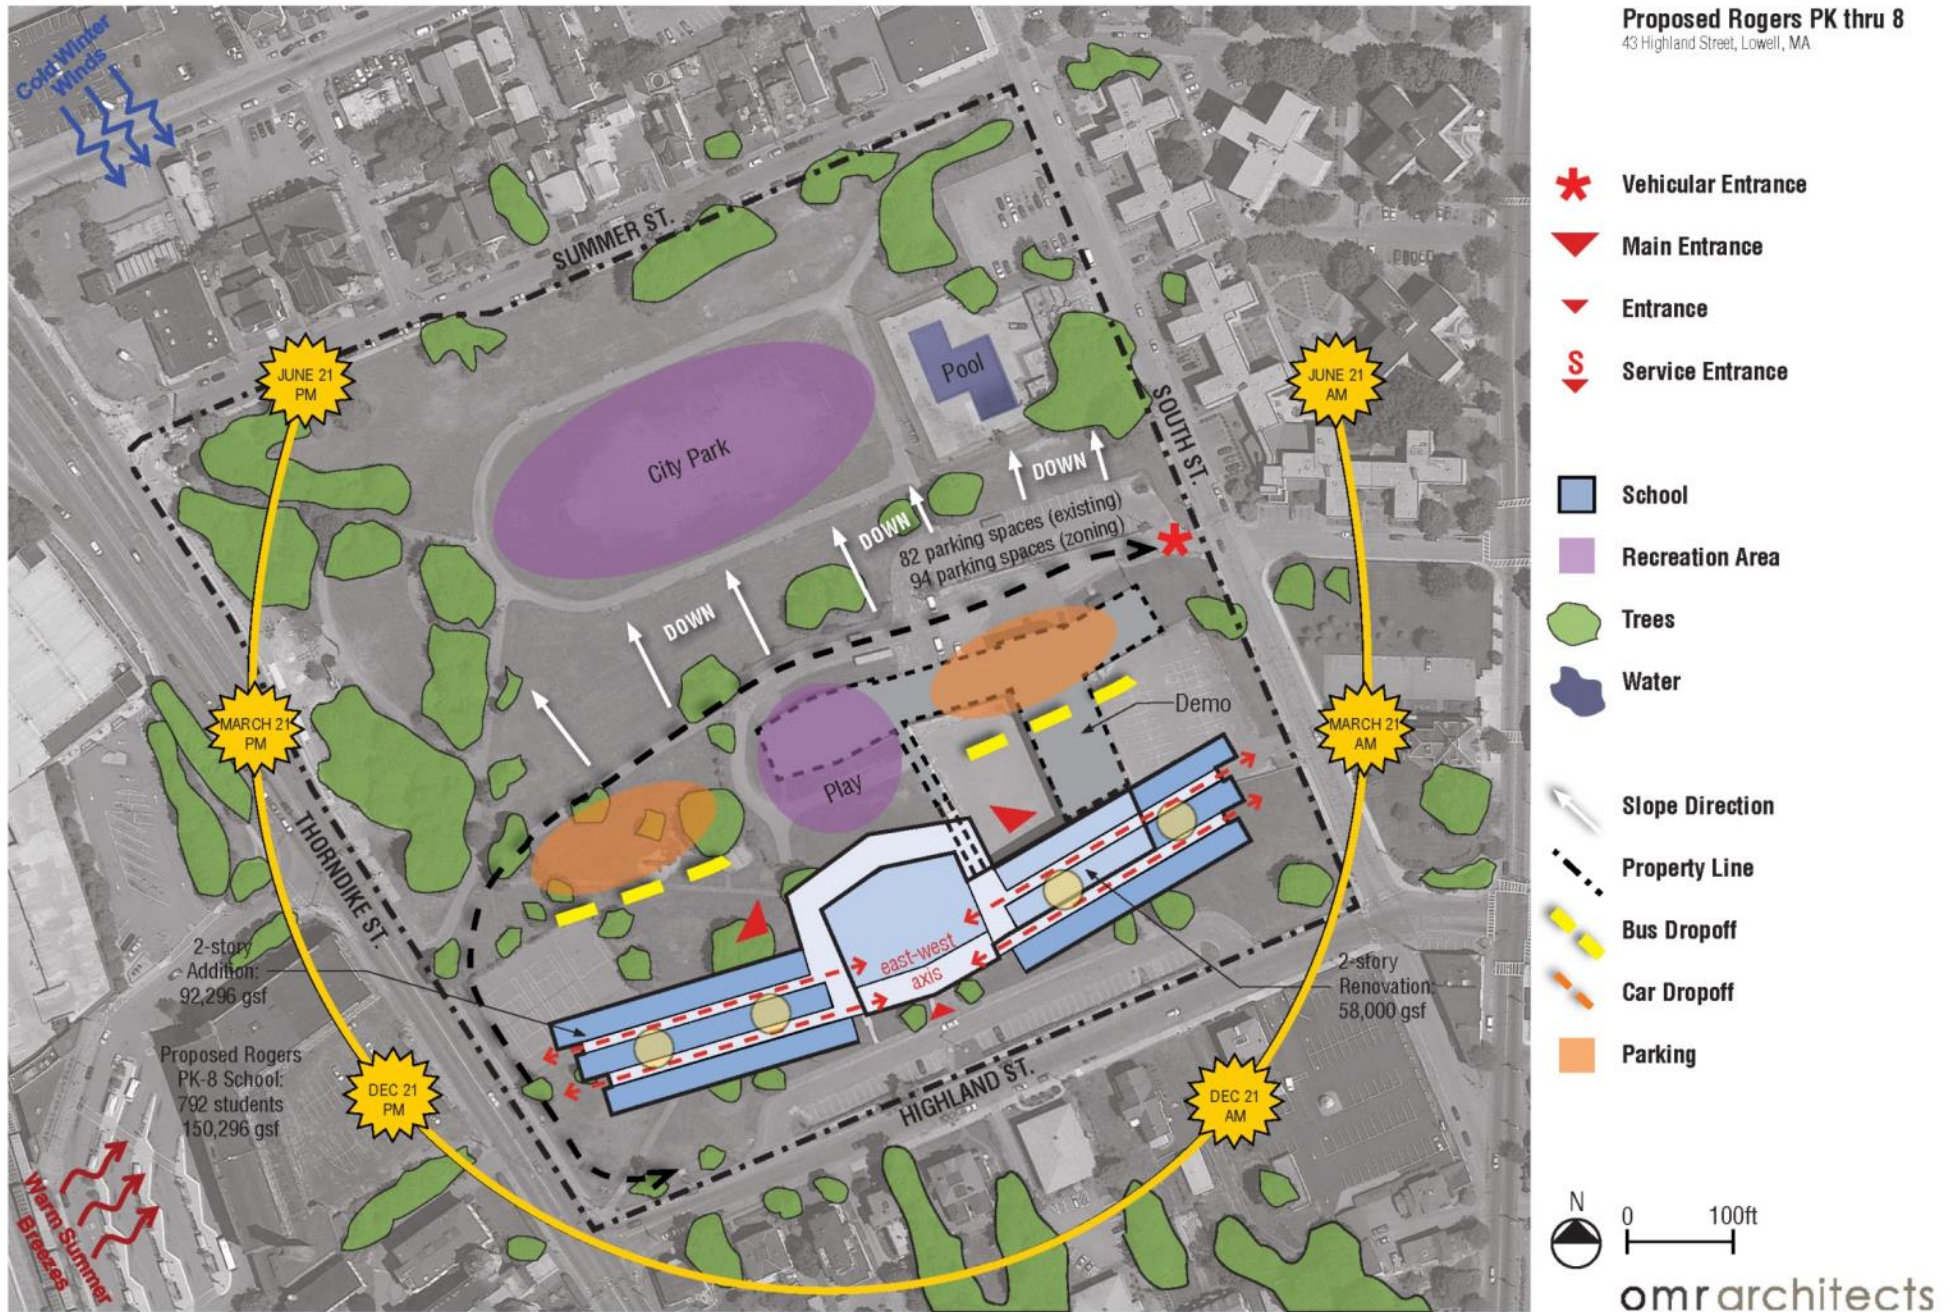 Cold Winter
Winds
SUMMER ST.
JUNE 21
PM
City Park
Pool
JUNE 21
AM
SOUTH ST.
DOWN
DOWN
DOWN
82 parking spaces (existing)
94 parking spaces (zoning)
MARCH 21
PM
Play
Demo
MARCH 21
AM
THORNDIKE ST.
2-story
Addition:
92,296 gsf
east-west
axis
2-story
Renovation:
58,000 gsf
Proposed Rogers
PK-8 School:
792 students
150,296 gsf
DEC 21
PM
DEC 21
AM
HIGHLAND ST.
Warm Summer
Breezes
Proposed Rogers PK thru 8
43 Highland Street, Lowell, MA
Vehicular Entrance
Main Entrance
Entrance
S
Service Entrance
School
Recreation Area
Trees
Water
Slope Direction
Property Line
Bus Dropoff
Car Dropoff
Parking
N
0 100ft
omrarchitects